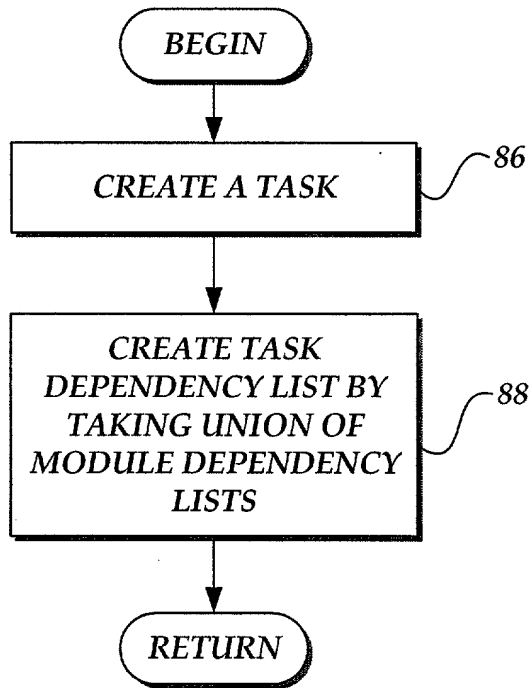 BEGIN
CREATE A TASK
86
CREATE TASK
DEPENDENCY LIST BY
TAKING UNION OF
MODULE DEPENDENCY
LISTS
88
RETURN